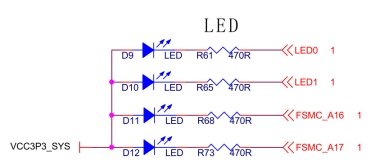 LED
D9 LED R61 470R LED0 1
D10 LED R65 470R LED1 1
D11 LED R68 470R FSMC_A16 1
VCC3P3_SYS D12 LED R73 470R FSMC_A17 1